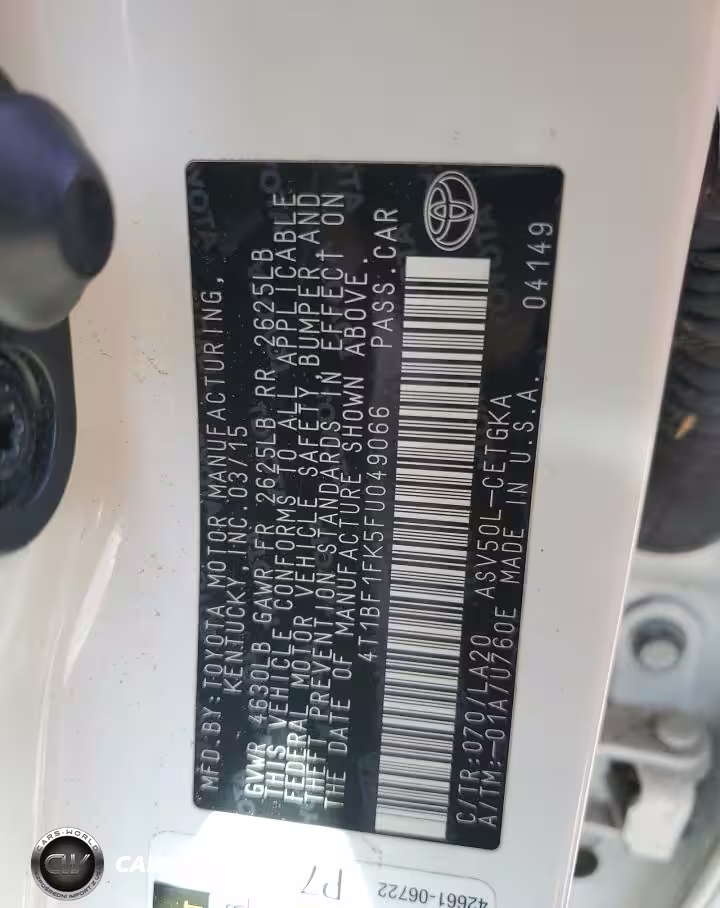 MFD.BY:TOYOTA MOTOR MANUFACTURING,
KENTUCKY,INC.03/15
GVWR 4630LB GAWR FR 2625LB RR 2625LB
THIS VEHICLE CONFORMS TO ALL APPLICABLE
FEDERAL MOTOR VEHICLE SAFETY, BUMPER, AND
THEFT PREVENTION STANDARDS IN EFFECT ON
THE DATE OF MANUFACTURE SHOWN ABOVE.
4T1BF1FK5FU049066 PASS.CAR
C/TR:070/LA20 ASV50L-CETGKA
A/TM:-01A/U760E MADE IN U.S.A. 04149
42661-06722
P7
CARS-WORLD
CW